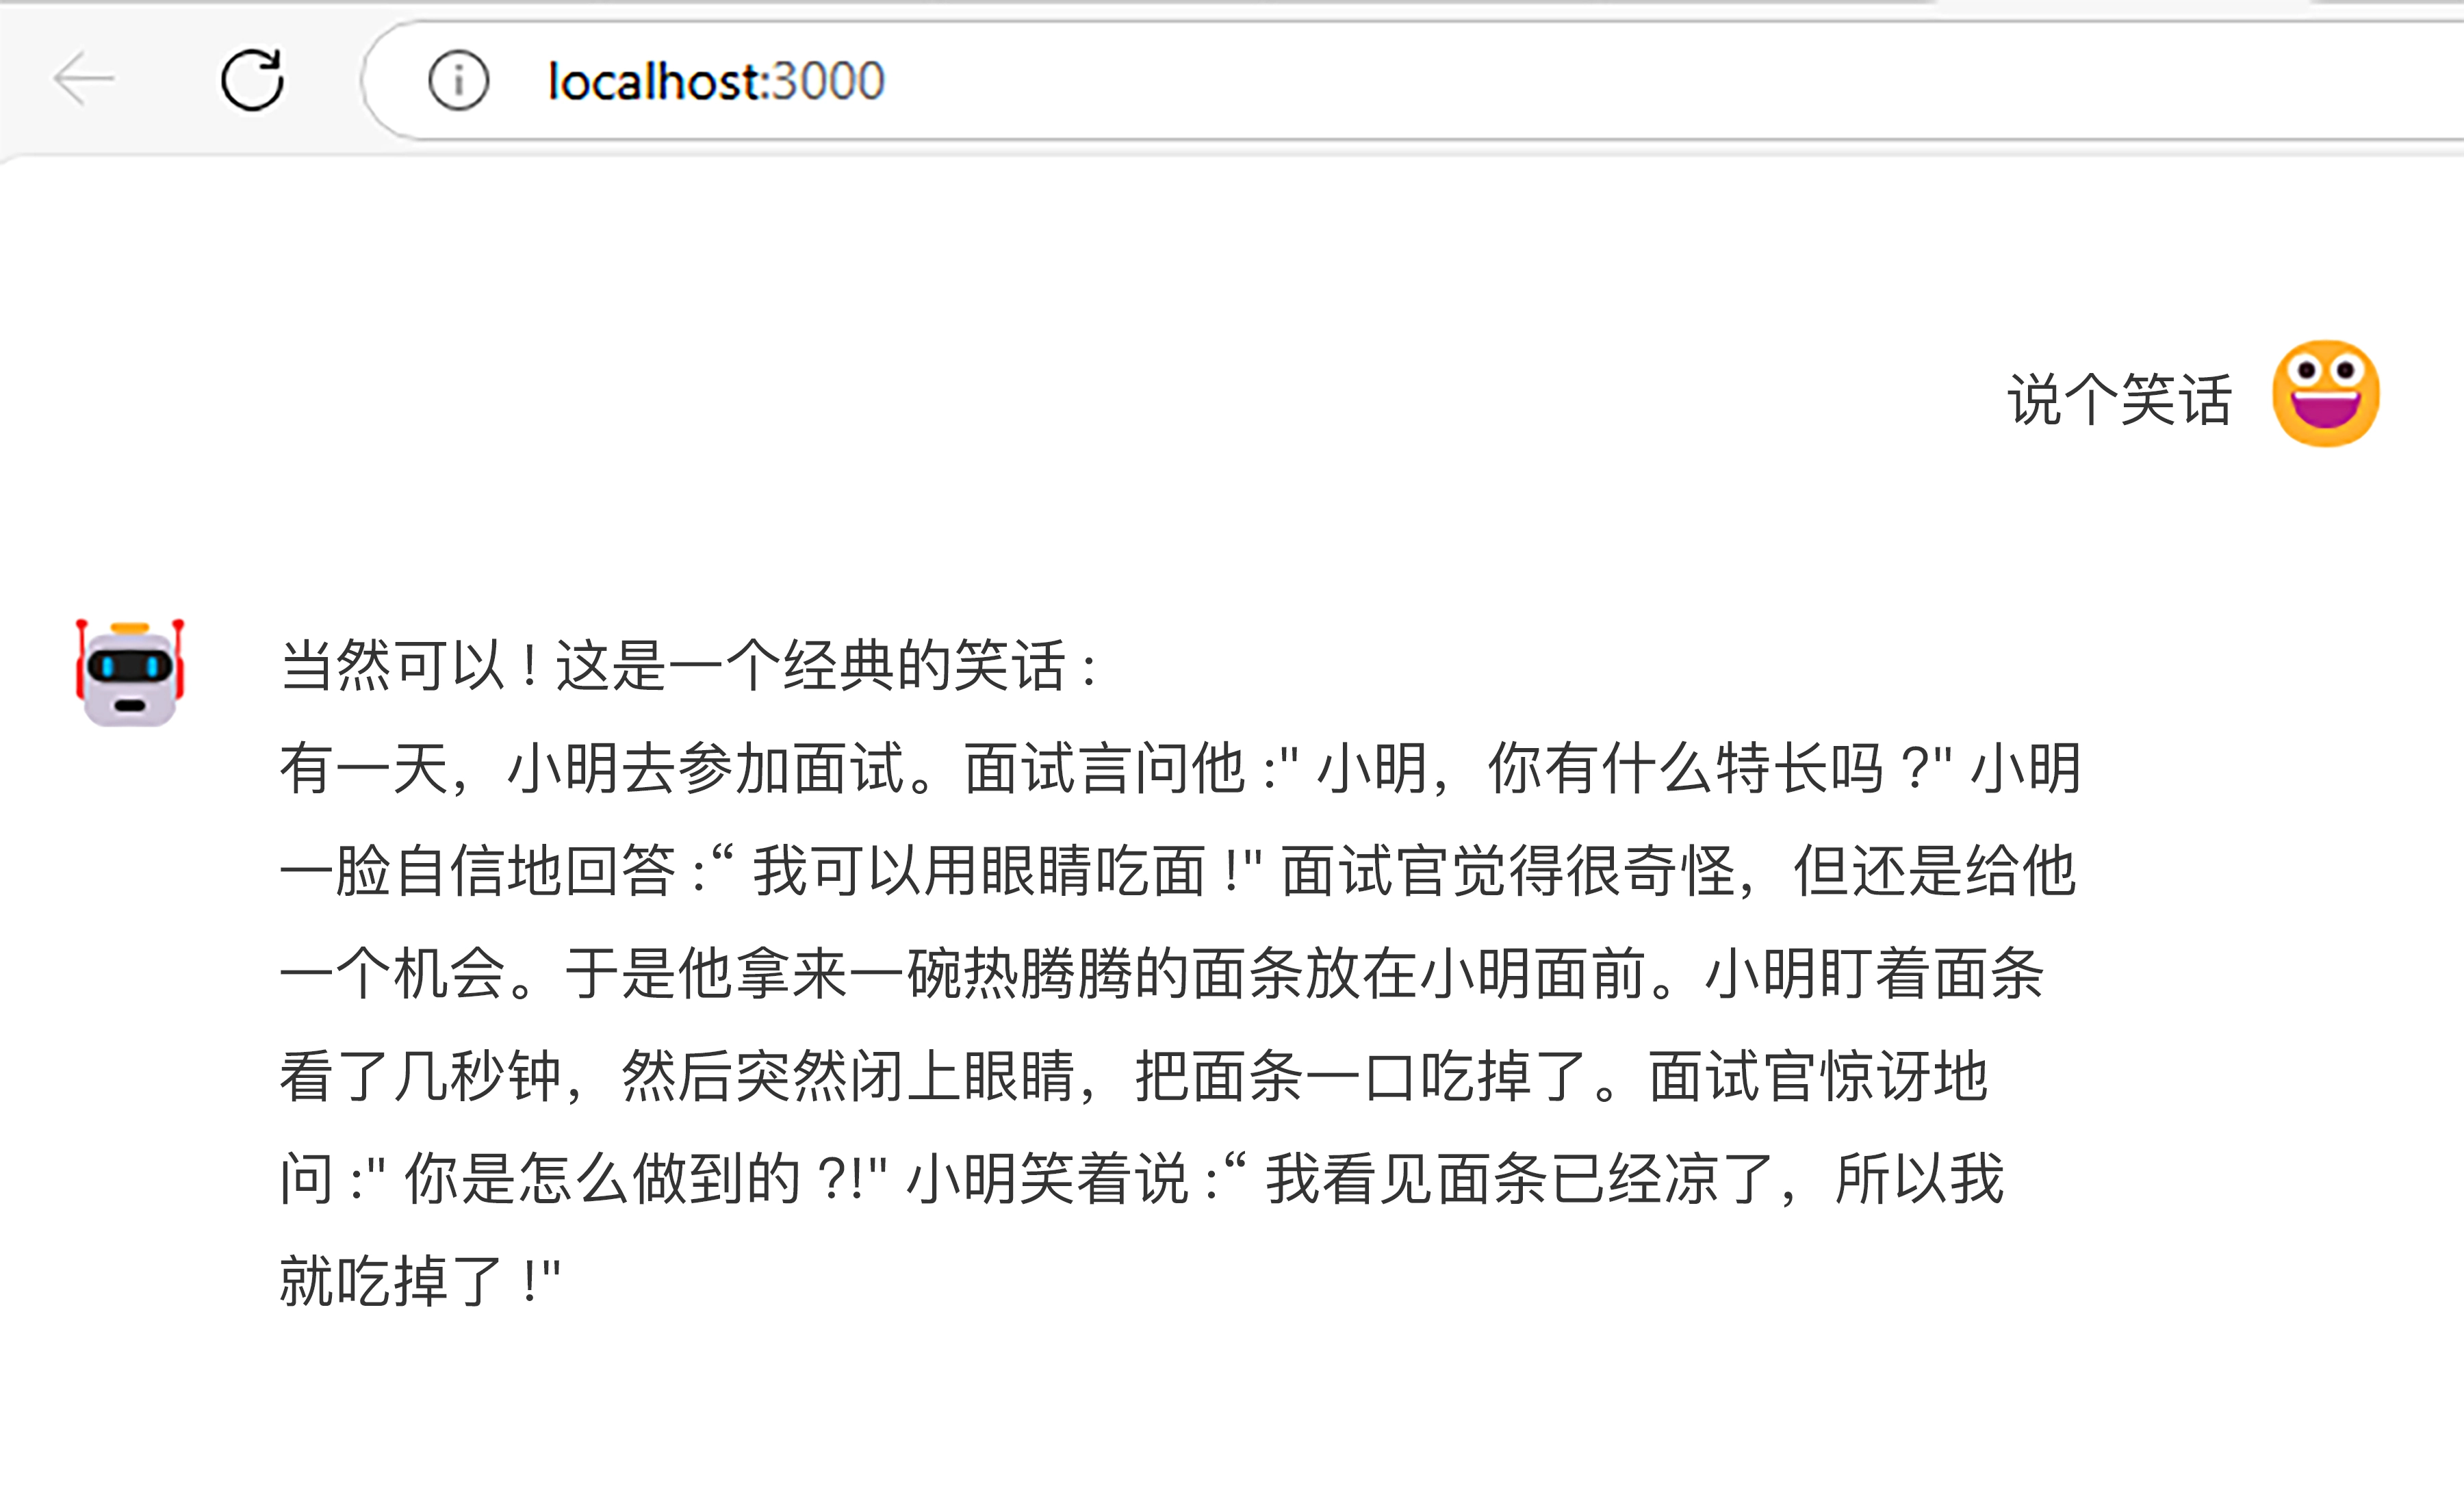 localhost:3000
说个笑话
当然可以！这是一个经典的笑话：
有一天，小明去参加面试。面试言问他 :" 小明，你有什么特长吗 ?" 小明
一脸自信地回答 :“ 我可以用眼睛吃面 !" 面试官觉得很奇怪，但还是给他
一个机会。于是他拿来一碗热腾腾的面条放在小明面前。小明盯着面条
看了几秒钟，然后突然闭上眼睛，把面条一口吃掉了。面试官惊讶地
问 :" 你是怎么做到的 ?!" 小明笑着说 :“ 我看见面条已经凉了，所以我
就吃掉了 !"